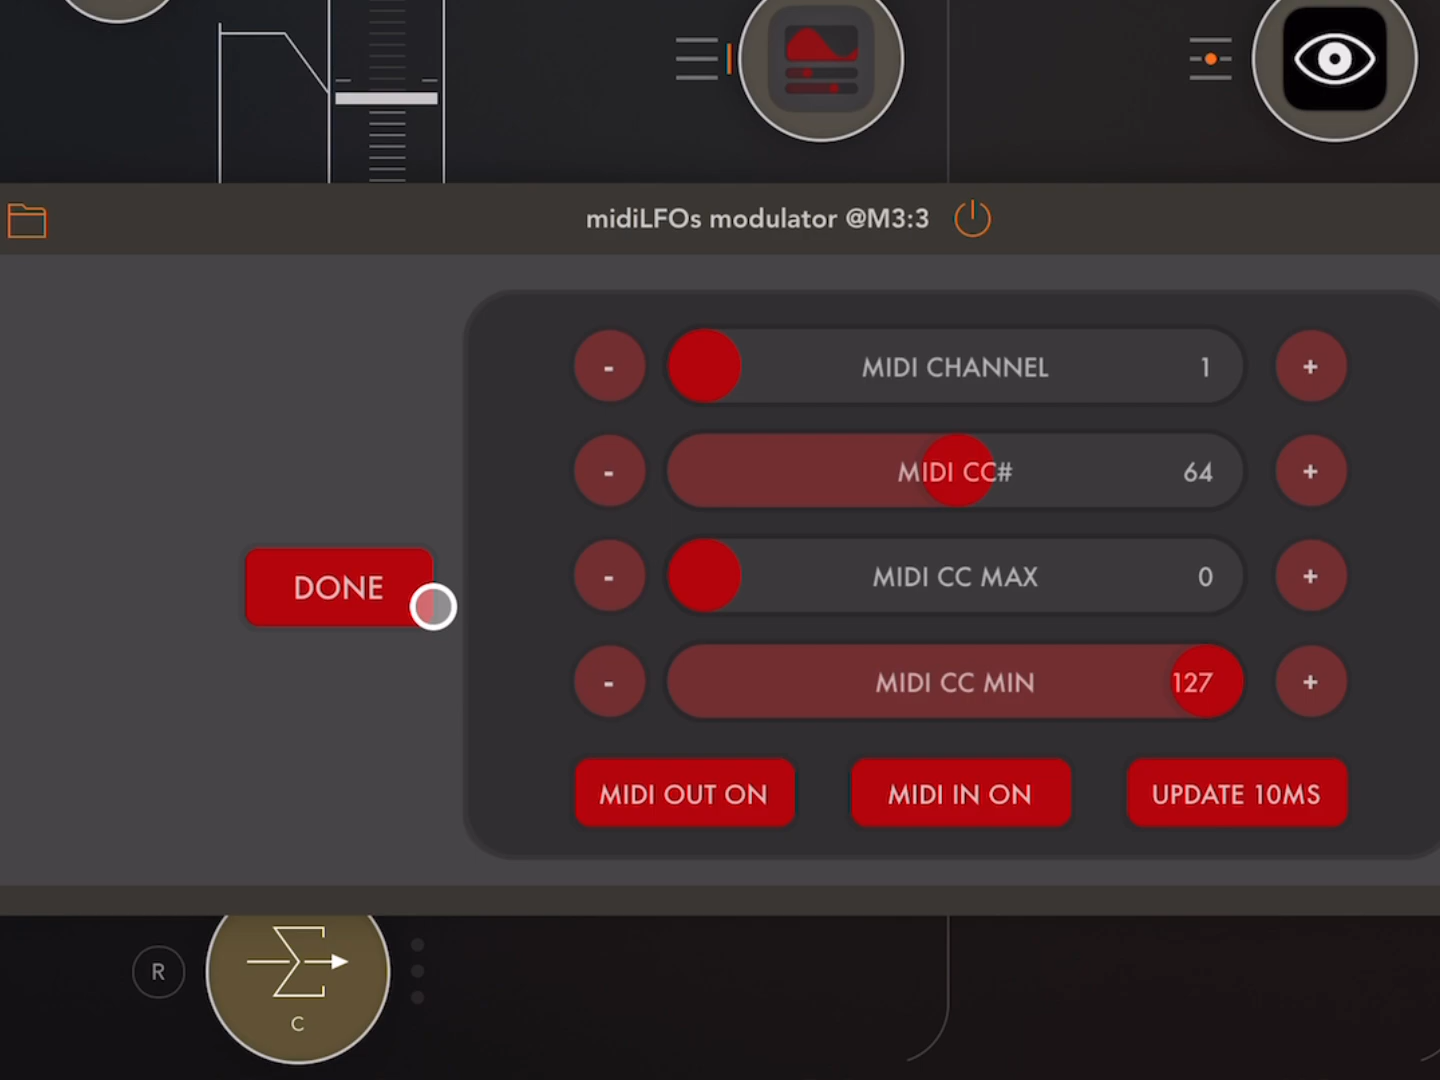 midiLFOs modulator @M3:3
- MIDI CHANNEL 1 +
- MIDI CC# 64 +
DONE
- MIDI CC MAX 0 +
- MIDI CC MIN 127 +
MIDI OUT ON MIDI IN ON UPDATE 10MS
R
C